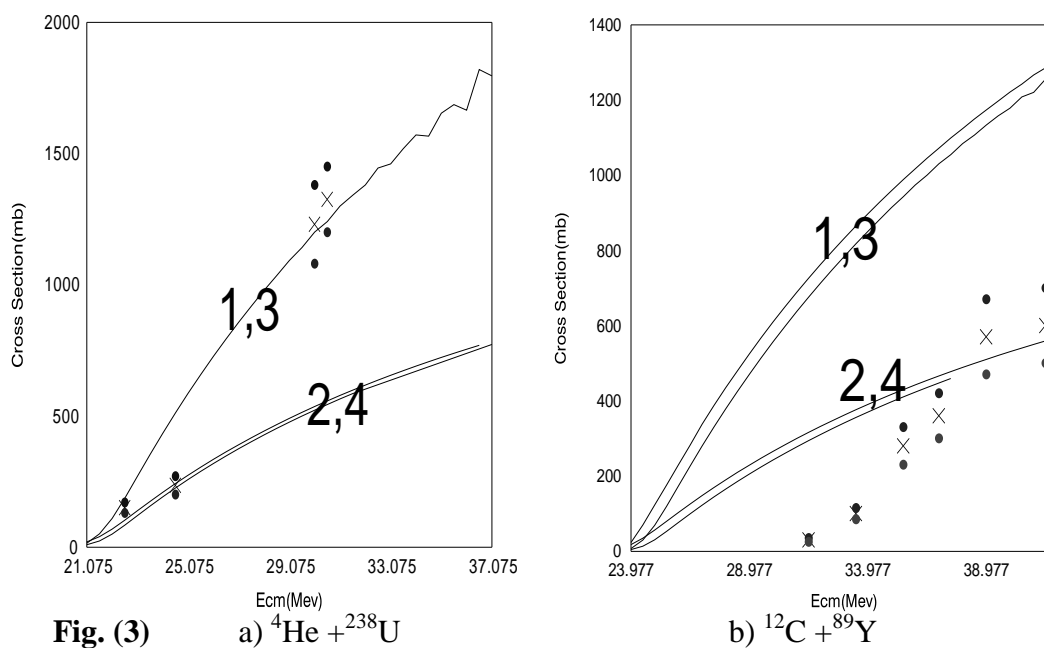 2000
1500
1000
500
0
Cross Section(mb)
1,3
2,4
21.075 25.075 29.075 33.075 37.075
Ecm(Mev)
1400
1200
1000
800
600
400
200
0
Cross Section(mb)
1,3
2,4
23.977 28.977 33.977 38.977
Ecm(Mev)
Fig. (3) a) ⁴He +²³⁸U b) ¹²C +⁸⁹Y